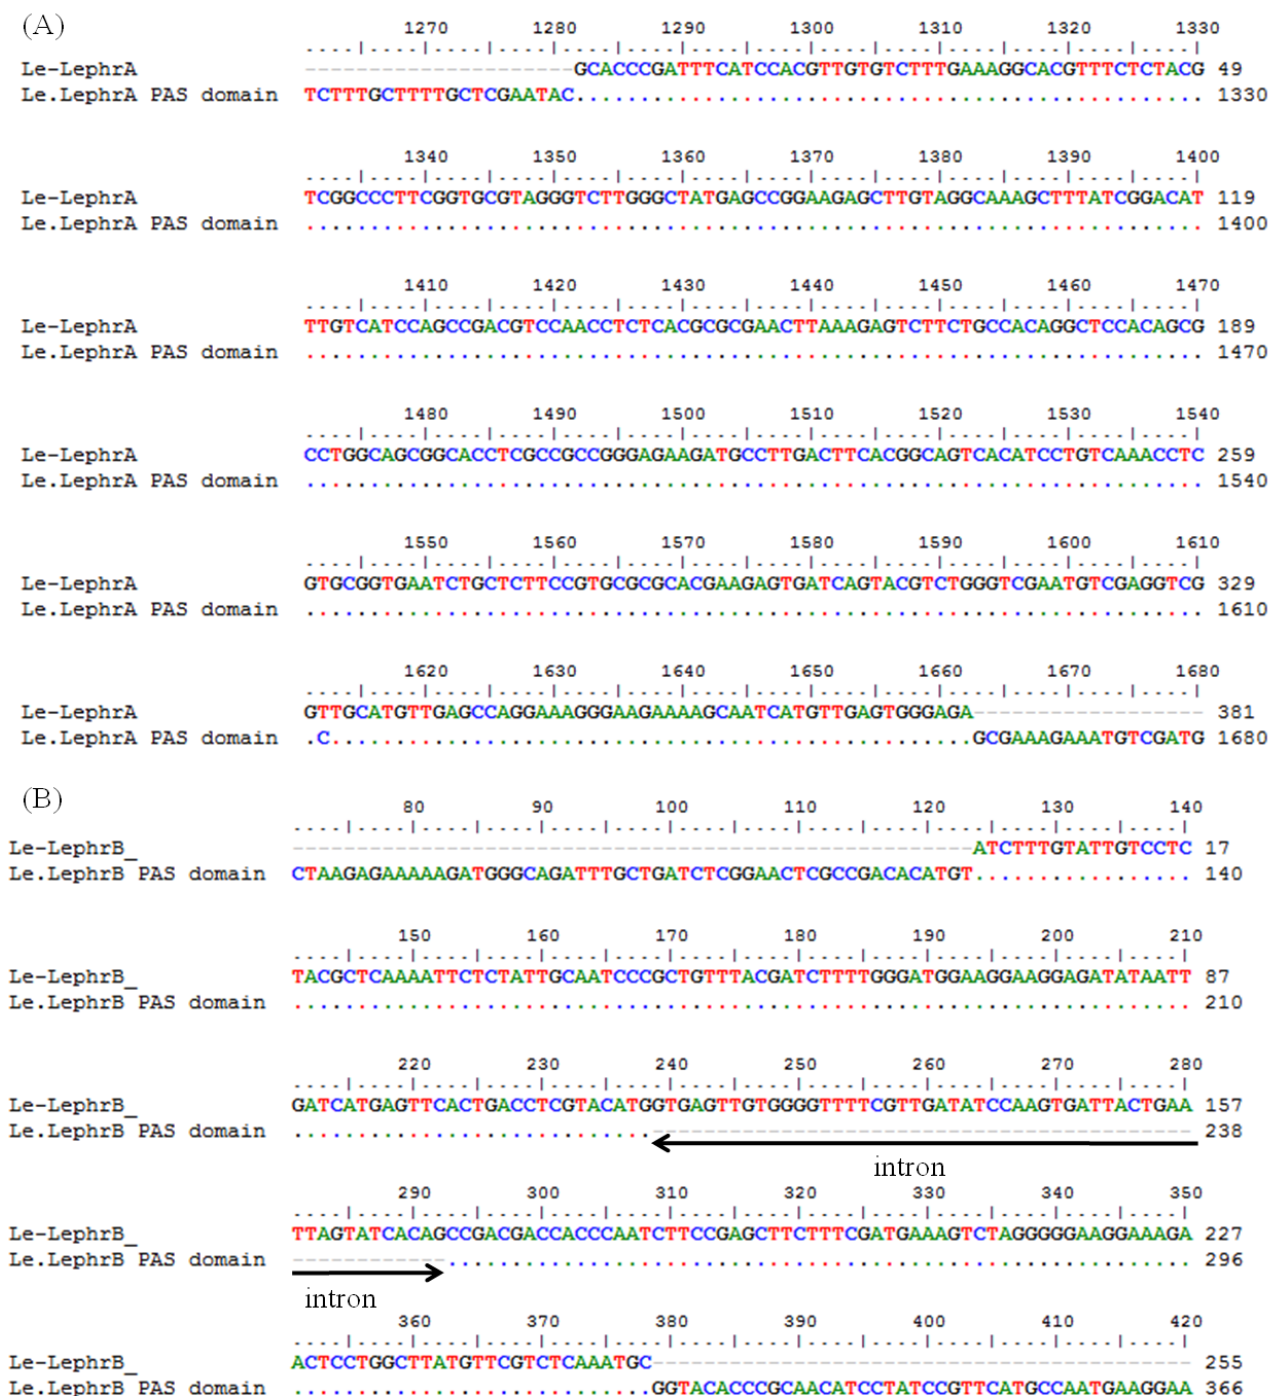 (A)
1270 1280 1290 1300 1310 1320 1330
....|....|....|....|....|....|....|....|....|....|....|....|....|....|
Le-LephrA ---------------------GCACCCGATTTCATCCACGTTGTGTCTTTGAAAGGCACGTTTCTCTACG 49
Le.LephrA PAS domain TCTTTGCTTTTGCTCGAATAC................................................. 1330
1340 1350 1360 1370 1380 1390 1400
....|....|....|....|....|....|....|....|....|....|....|....|....|....|
Le-LephrA TCGGCCCTTCGGTGCGTAGGGTCTTGGGCTATGAGCCGGAAGAGCTTGTAGGCAAAGCTTTATCGGACAT 119
Le.LephrA PAS domain ...................................................................... 1400
1410 1420 1430 1440 1450 1460 1470
....|....|....|....|....|....|....|....|....|....|....|....|....|....|
Le-LephrA TTGTCATCCAGCCGACGTCCAACCTCTCACGCGCGAACTTAAAGAGTCTTCTGCCACAGGCTCCACAGCG 189
Le.LephrA PAS domain ...................................................................... 1470
1480 1490 1500 1510 1520 1530 1540
....|....|....|....|....|....|....|....|....|....|....|....|....|....|
Le-LephrA CCTGGCAGCGGCACCTCGCCGCCGGGAGAAGATGCCTTGACTTCACGGCAGTCACATCCTGTCAAACCTC 259
Le.LephrA PAS domain ...................................................................... 1540
1550 1560 1570 1580 1590 1600 1610
....|....|....|....|....|....|....|....|....|....|....|....|....|....|
Le-LephrA GTGCGGTGAATCTGCTCTTCCGTGCGCGCACGAAGAGTGATCAGTACGTCTGGGTCGAATGTCGAGGTCG 329
Le.LephrA PAS domain ...................................................................... 1610
1620 1630 1640 1650 1660 1670 1680
....|....|....|....|....|....|....|....|....|....|....|....|....|....|
Le-LephrA GTTGCATGTTGAGCCAGGAAAGGGAAGAAAAGCAATCATGTTGAGTGGGAGA------------------ 381
Le.LephrA PAS domain .C..................................................GCGAAAGAAATGTCGATG 1680
(B)
80 90 100 110 120 130 140
....|....|....|....|....|....|....|....|....|....|....|....|....|....|
Le-LephrB_ -----------------------------------------------------ATCTTTGTATTGTCCTC 17
Le.LephrB PAS domain CTAAGAGAAAAAGATGGGCAGATTTGCTGATCTCGGAACTCGCCGACACATGT................. 140
150 160 170 180 190 200 210
....|....|....|....|....|....|....|....|....|....|....|....|....|....|
Le-LephrB_ TACGCTCAAAATTCTCTATTGCAATCCCGCTGTTTACGATCTTTTGGGATGGAAGGAAGGAGATATAATT 87
Le.LephrB PAS domain ...................................................................... 210
220 230 240 250 260 270 280
....|....|....|....|....|....|....|....|....|....|....|....|....|....|
Le-LephrB_ GATCATGAGTTCACTGACCTCGTACATGGTGAGTTGTGGGGTTTTCGTTGATATCCAAGTGATTACTGAA 157
Le.LephrB PAS domain ............................------------------------------------------ 238
intron
290 300 310 320 330 340 350
....|....|....|....|....|....|....|....|....|....|....|....|....|....|
Le-LephrB_ TTAGTATCACAGCCGACGACCACCCAATCTTCCGAGCTTCTTTCGATGAAAGTCTAGGGGGAAGGAAAGA 227
Le.LephrB PAS domain ------------.......................................................... 296
intron
360 370 380 390 400 410 420
....|....|....|....|....|....|....|....|....|....|....|....|....|....|
Le-LephrB_ ACTCCTGGCTTATGTTCGTCTCAAATGC------------------------------------------ 255
Le.LephrB PAS domain ............................GGTACACCCGCAACATCCTATCCGTTCATGCCAATGAAGGAA 366